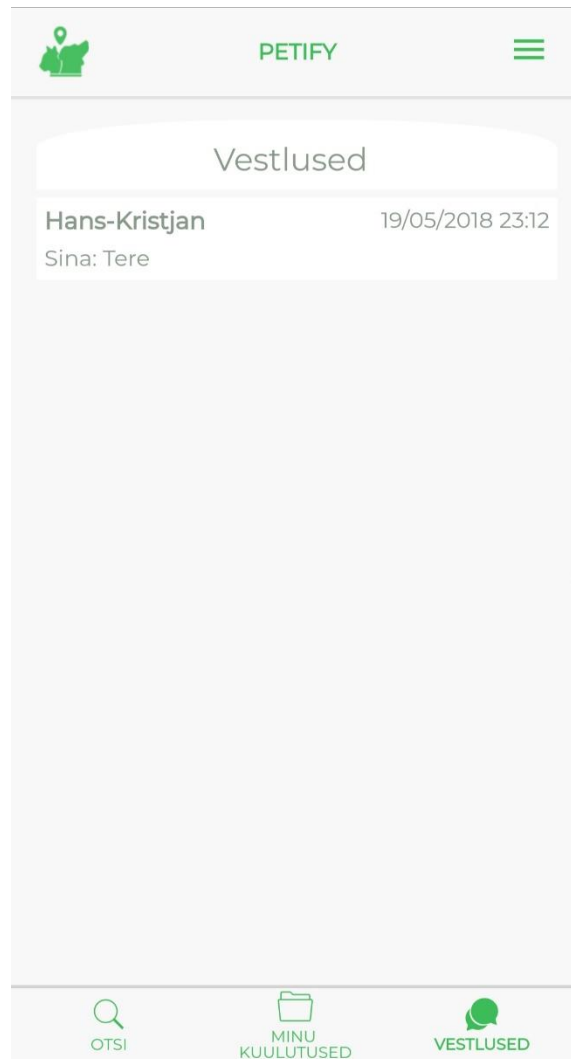 PETIFY
Vestlused
Hans-Kristjan 19/05/2018 23:12
Sina: Tere
OTSI
MINU
KUULUTUSED
VESTLUSED